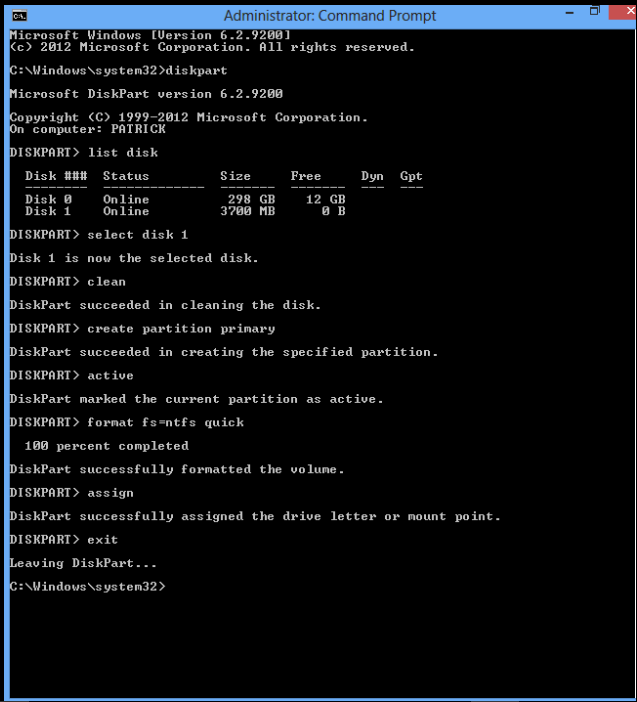 Administrator: Command Prompt
Microsoft Windows [Version 6.2.9200]
(c) 2012 Microsoft Corporation. All rights reserved.
C:\Windows\system32>diskpart
Microsoft DiskPart version 6.2.9200
Copyright (C) 1999-2012 Microsoft Corporation.
On computer: PATRICK
DISKPART> list disk
  Disk ###  Status         Size     Free     Dyn  Gpt
  --------  -------------  -------  -------  ---  ---
  Disk 0    Online          298 GB    12 GB
  Disk 1    Online         3700 MB      0 B
DISKPART> select disk 1
Disk 1 is now the selected disk.
DISKPART> clean
DiskPart succeeded in cleaning the disk.
DISKPART> create partition primary
DiskPart succeeded in creating the specified partition.
DISKPART> active
DiskPart marked the current partition as active.
DISKPART> format fs=ntfs quick
  100 percent completed
DiskPart successfully formatted the volume.
DISKPART> assign
DiskPart successfully assigned the drive letter or mount point.
DISKPART> exit
Leaving DiskPart...
C:\Windows\system32>